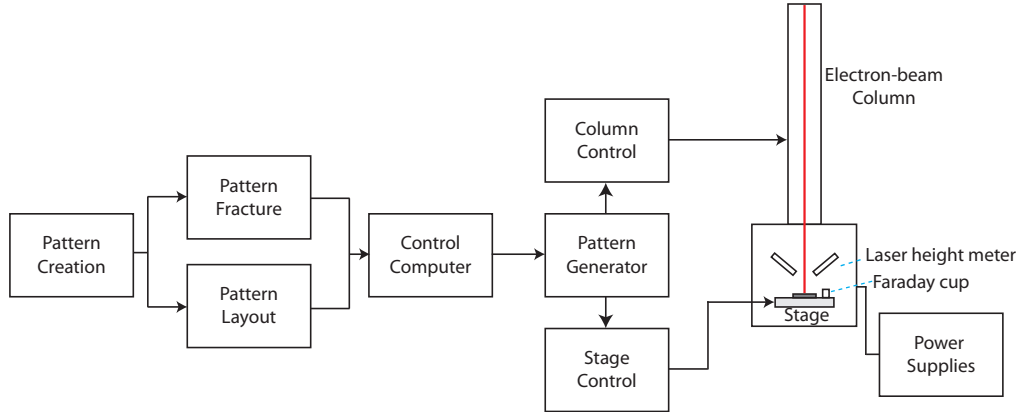 Pattern
Creation
Pattern
Fracture
Pattern
Layout
Control
Computer
Column
Control
Pattern
Generator
Stage
Control
Electron-beam
Column
Laser height meter
Faraday cup
Stage
Power
Supplies